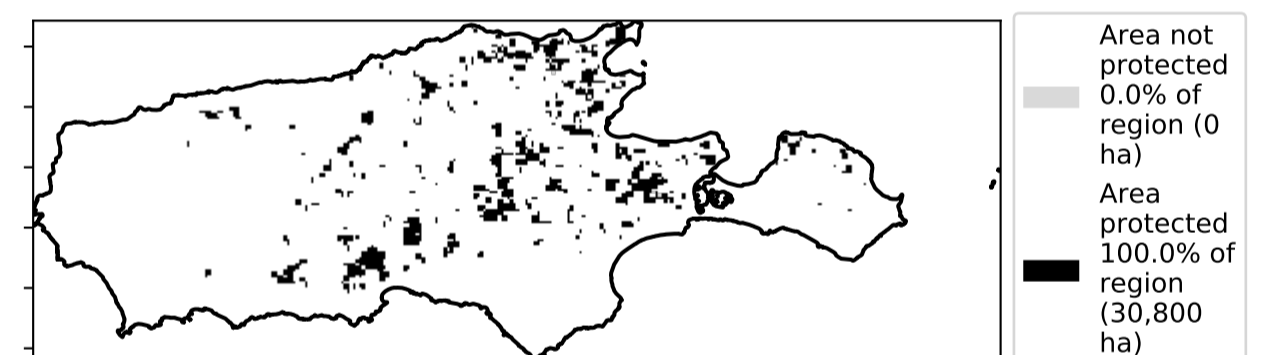 Area not
protected
0.0% of
region (0
ha)
Area
protected
100.0% of
region
(30,800
ha)